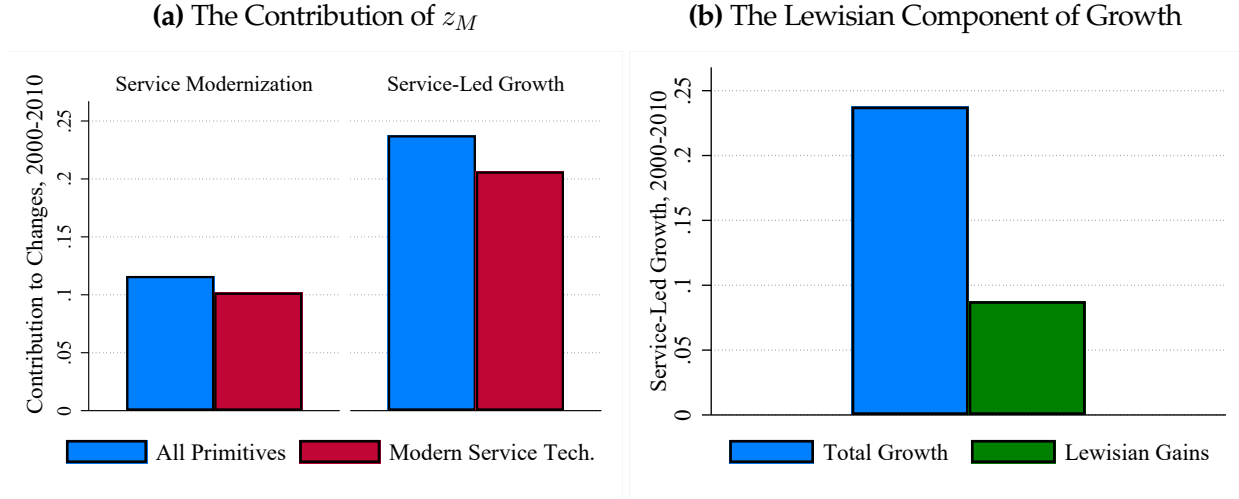 (a) The Contribution of z_M
Contribution to Changes, 2000-2010
Service Modernization
Service-Led Growth
.25
.2
.15
.1
.05
0
All Primitives
Modern Service Tech.
(b) The Lewisian Component of Growth
Service-Led Growth, 2000-2010
.25
.2
.15
.1
.05
0
Total Growth
Lewisian Gains